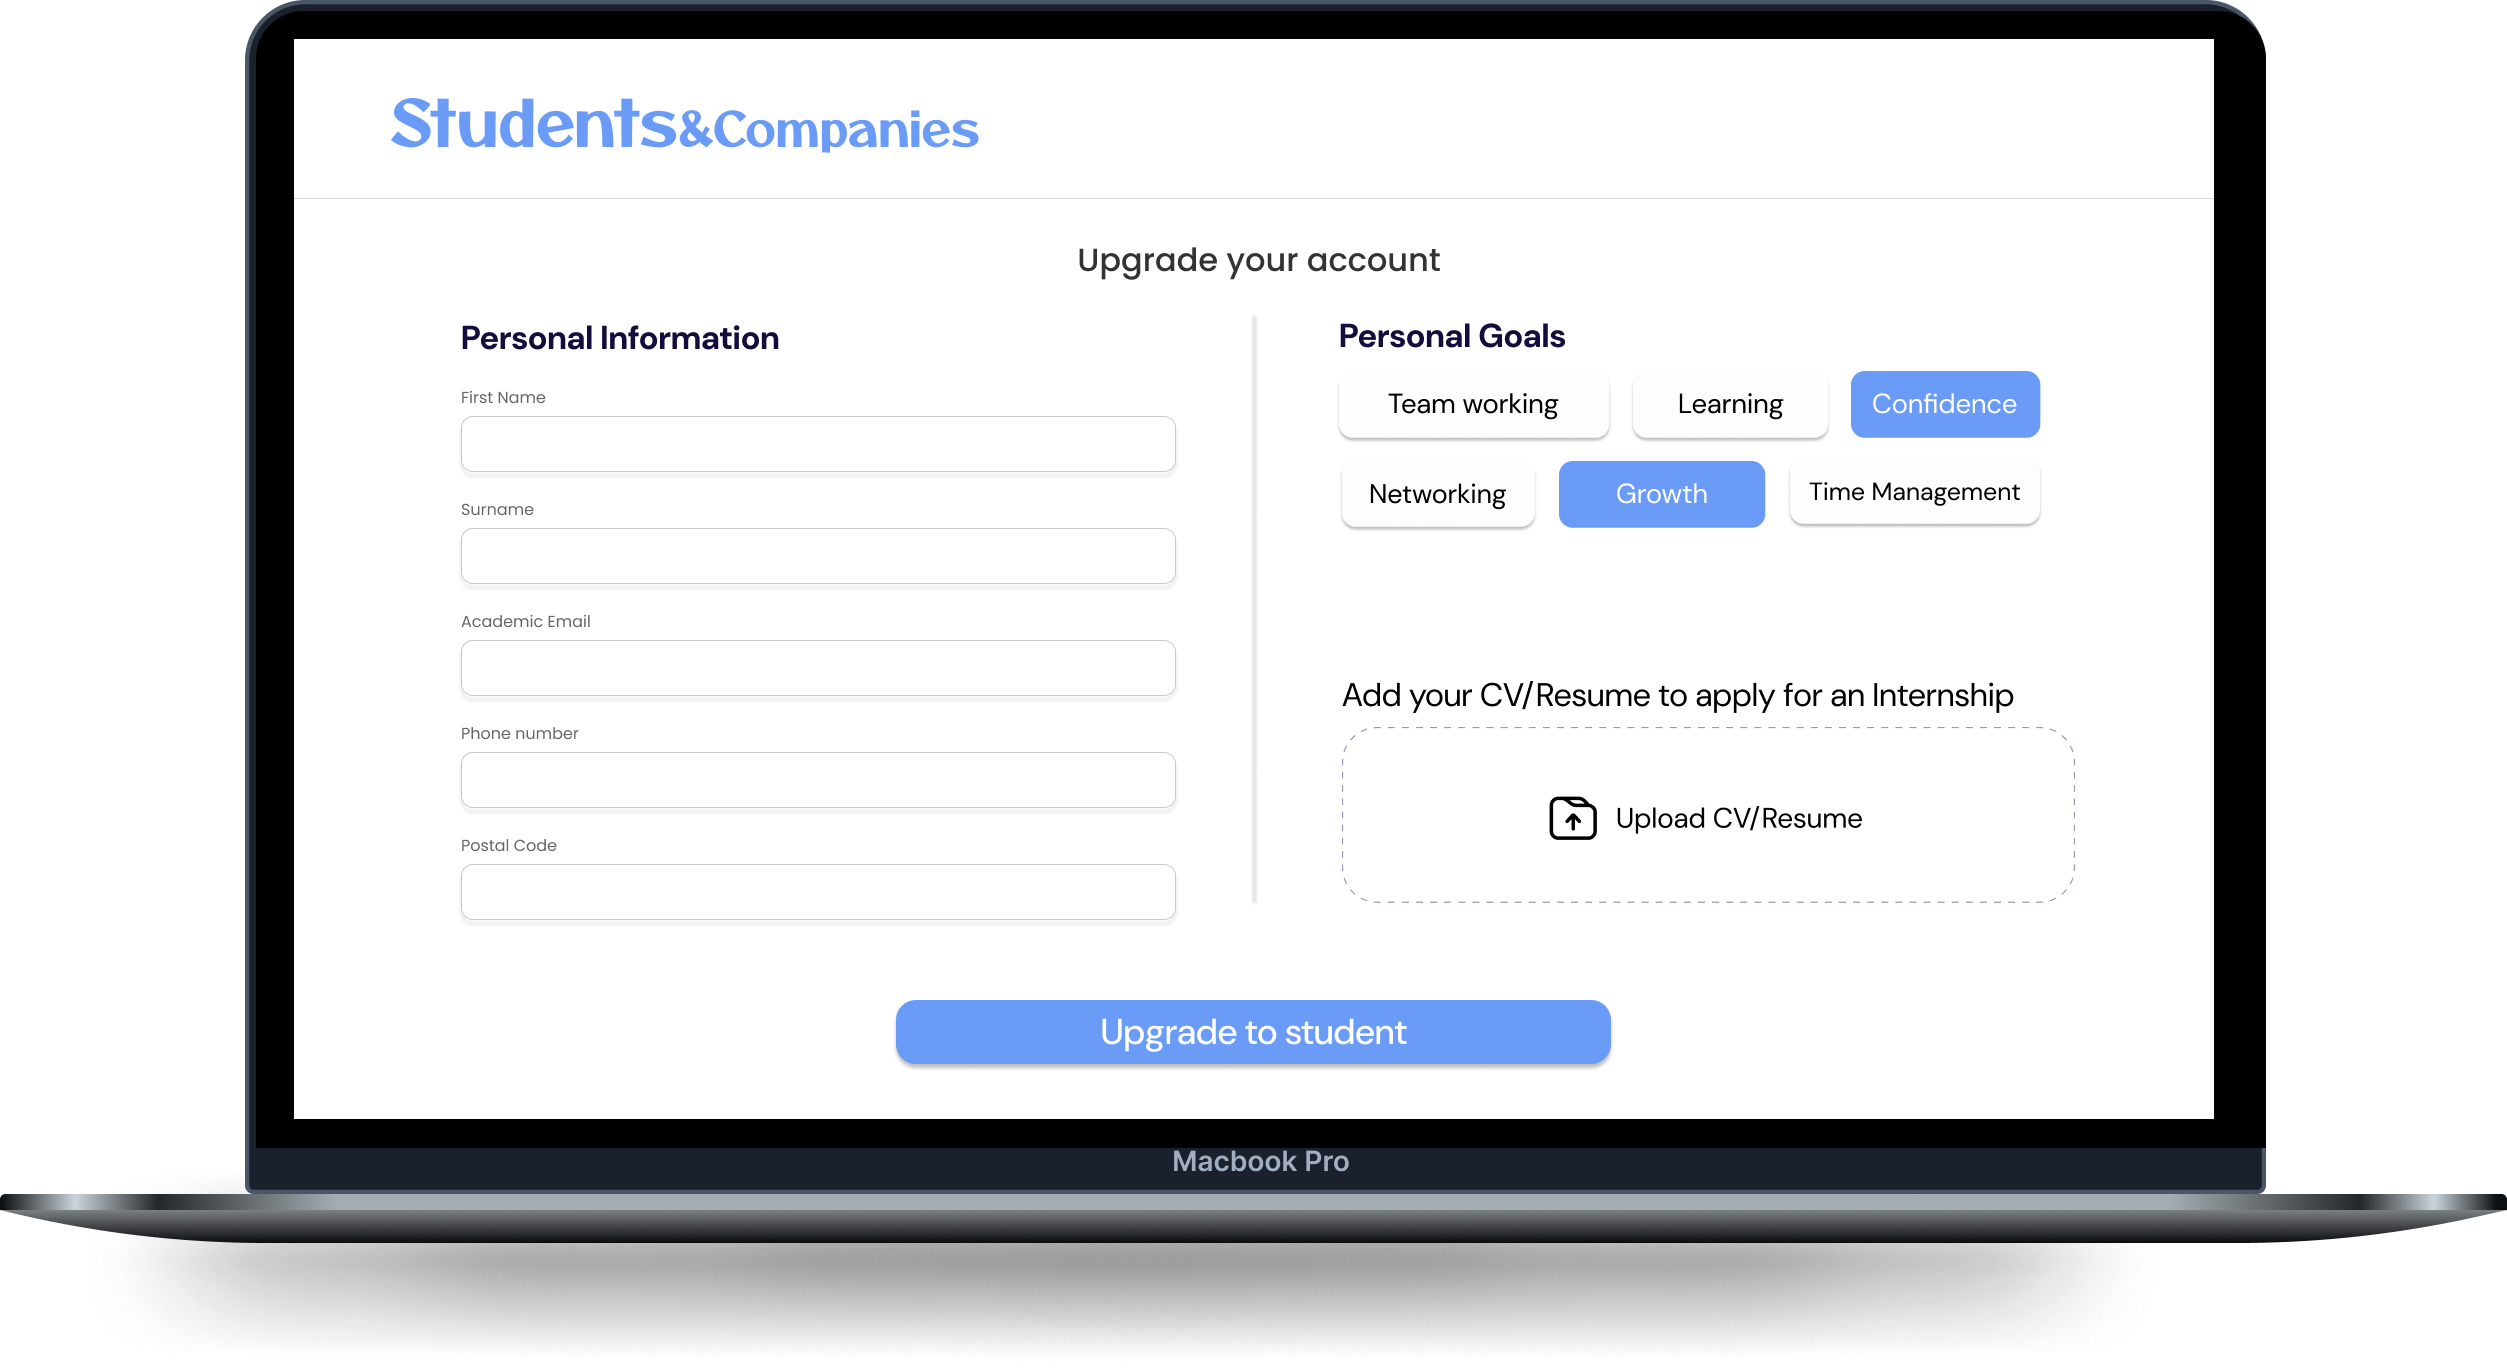 Students&Companies
Upgrade your account
Personal Information
First Name
Surname
Academic Email
Phone number
Postal Code
Personal Goals
Team working Learning Confidence
Networking Growth Time Management
Add your CV/Resume to apply for an Internship
Upload CV/Resume
Upgrade to student
Macbook Pro